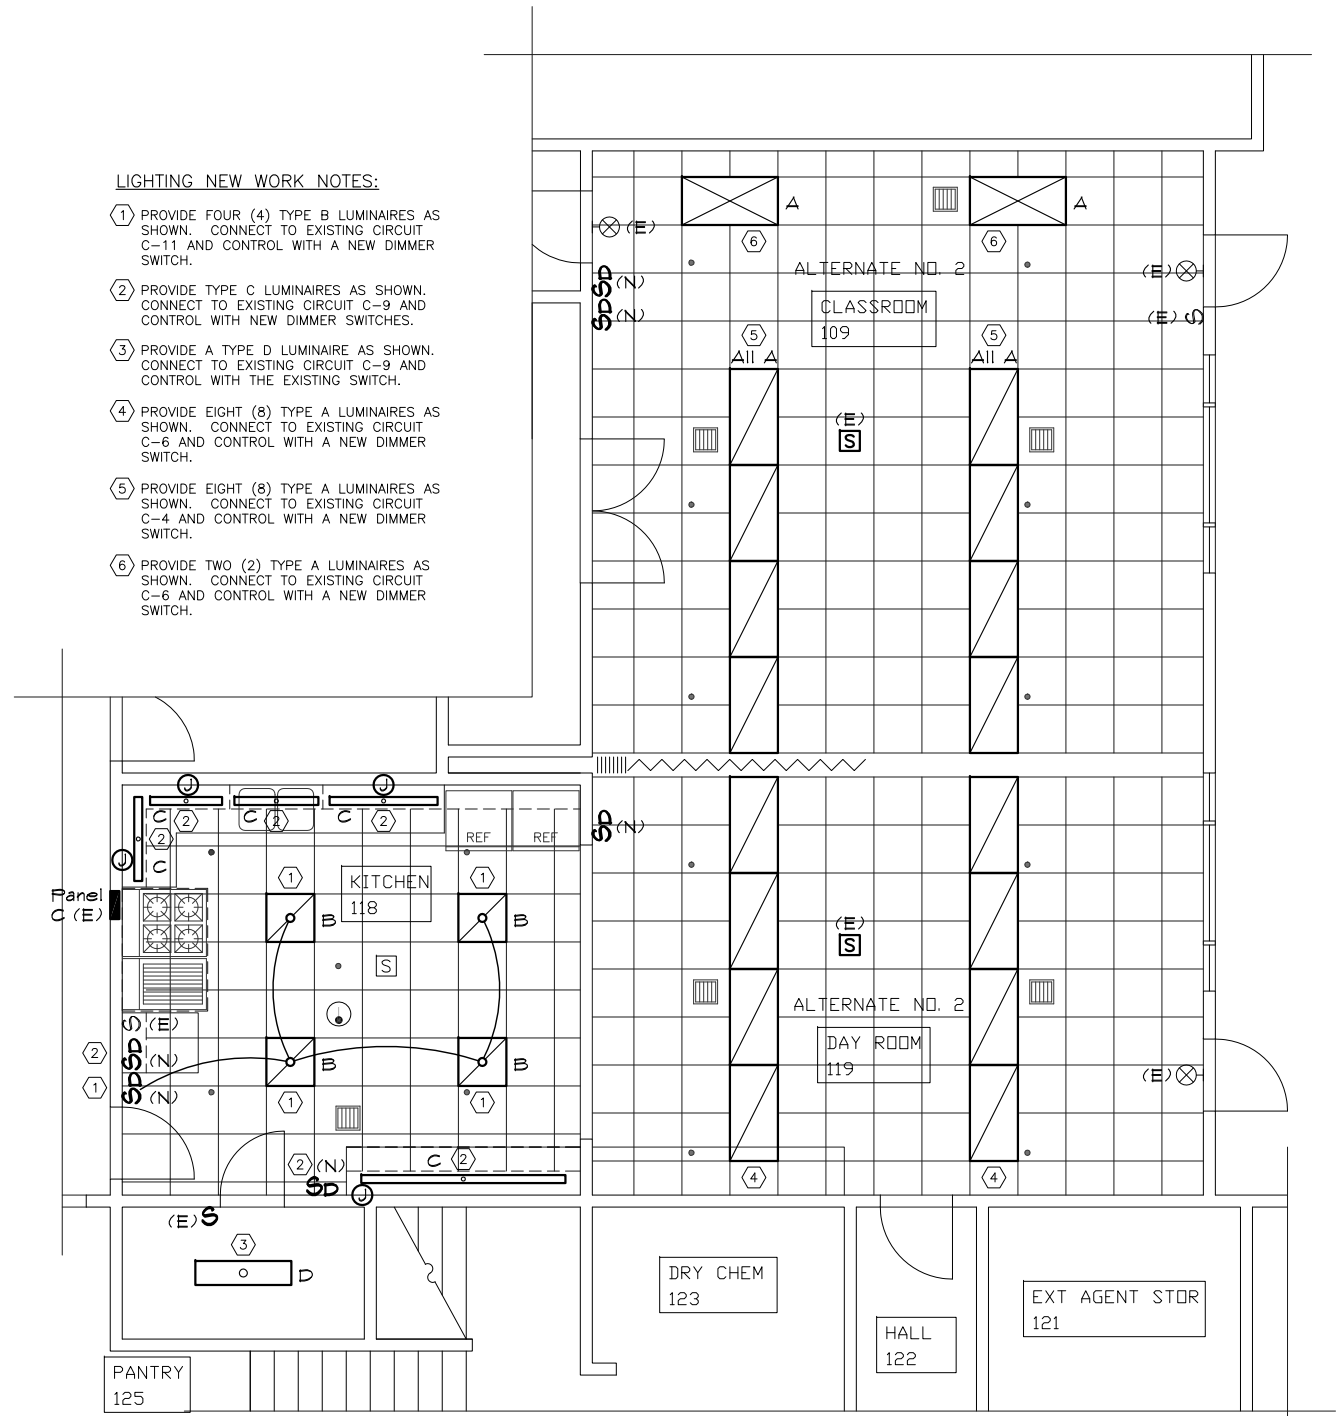 LIGHTING NEW WORK NOTES:
1 PROVIDE FOUR (4) TYPE B LUMINAIRES AS
SHOWN. CONNECT TO EXISTING CIRCUIT
C-11 AND CONTROL WITH A NEW DIMMER
SWITCH.
2 PROVIDE TYPE C LUMINAIRES AS SHOWN.
CONNECT TO EXISTING CIRCUIT C-9 AND
CONTROL WITH NEW DIMMER SWITCHES.
3 PROVIDE A TYPE D LUMINAIRE AS SHOWN.
CONNECT TO EXISTING CIRCUIT C-9 AND
CONTROL WITH THE EXISTING SWITCH.
4 PROVIDE EIGHT (8) TYPE A LUMINAIRES AS
SHOWN. CONNECT TO EXISTING CIRCUIT
C-6 AND CONTROL WITH A NEW DIMMER
SWITCH.
5 PROVIDE EIGHT (8) TYPE A LUMINAIRES AS
SHOWN. CONNECT TO EXISTING CIRCUIT
C-4 AND CONTROL WITH A NEW DIMMER
SWITCH.
6 PROVIDE TWO (2) TYPE A LUMINAIRES AS
SHOWN. CONNECT TO EXISTING CIRCUIT
C-6 AND CONTROL WITH A NEW DIMMER
SWITCH.
A A
(E)
6 6
ALTERNATE NO. 2
(E)
SD (N)
SD (N)
CLASSROOM
109
(E) S
5 5
All A All A
(E)
S
J J
C 2 2 C 2
2
J C
REF REF
SD (N)
1 1
KITCHEN
118
Panel
C (E)
B B
S
(E)
S
ALTERNATE NO. 2
DAY ROOM
119
S (E)
2 SD (N)
1 SD (N)
B B
(E)
1 1
2 (N)
SD
C 2
J
4 4
(E) S
3
D
DRY CHEM
123
EXT AGENT STOR
121
HALL
122
PANTRY
125